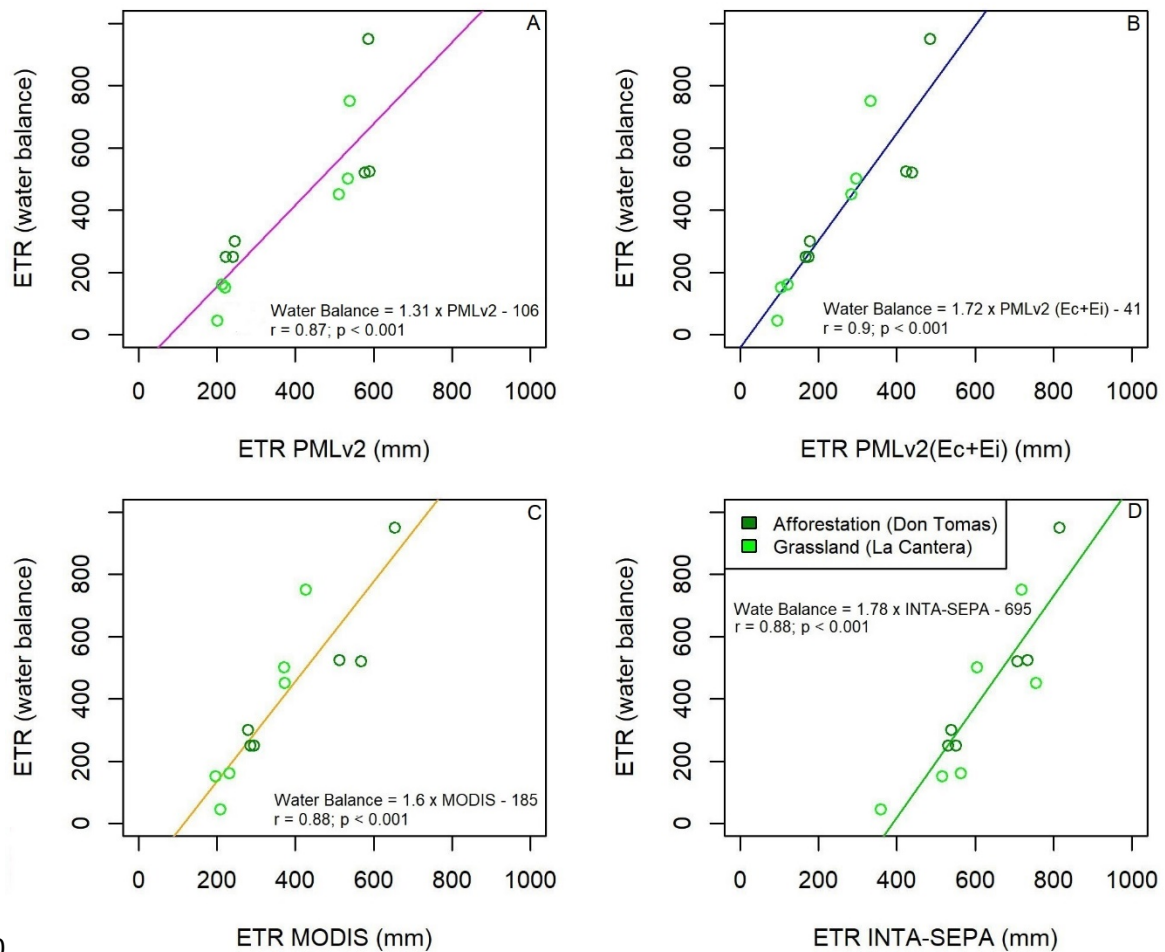 A
ETR (water balance)
0 200 400 600 800
Water Balance = 1.31 x PMLv2 - 106
r = 0.87; p < 0.001
0 200 400 600 800 1000
ETR PMLv2 (mm)
B
ETR (water balance)
0 200 400 600 800
Water Balance = 1.72 x PMLv2 (Ec+Ei) - 41
r = 0.9; p < 0.001
0 200 400 600 800 1000
ETR PMLv2(Ec+Ei) (mm)
C
ETR (water balance)
0 200 400 600 800
Water Balance = 1.6 x MODIS - 185
r = 0.88; p < 0.001
0 200 400 600 800 1000
ETR MODIS (mm)
D
Afforestation (Don Tomas)
Grassland (La Cantera)
ETR (water balance)
0 200 400 600 800
Wate Balance = 1.78 x INTA-SEPA - 695
r = 0.88; p < 0.001
0 200 400 600 800 1000
ETR INTA-SEPA (mm)